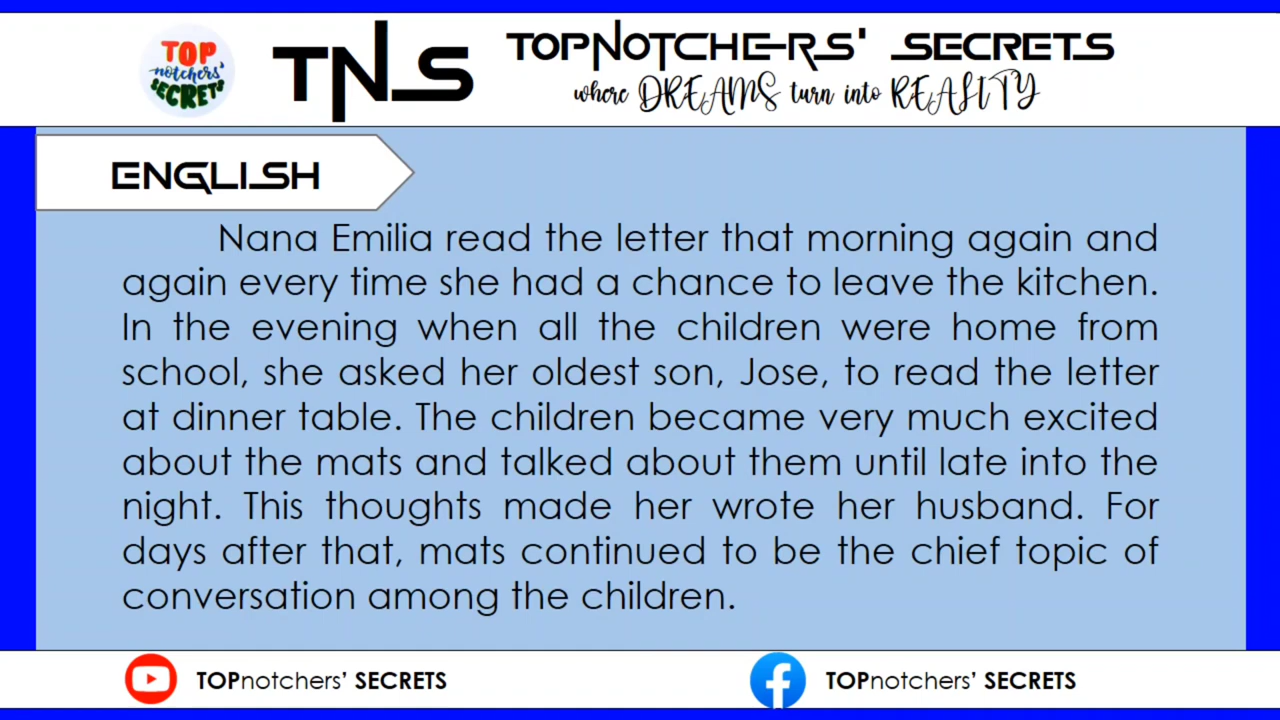 TOP
notchers'
SECRETS
TNS
TOPNOTCHERS' SECRETS
where DREAMS turn into REALITY
ENGLISH
Nana Emilia read the letter that morning again and
again every time she had a chance to leave the kitchen.
In the evening when all the children were home from
school, she asked her oldest son, Jose, to read the letter
at dinner table. The children became very much excited
about the mats and talked about them until late into the
night. This thoughts made her wrote her husband. For
days after that, mats continued to be the chief topic of
conversation among the children.
TOPnotchers' SECRETS
TOPnotchers' SECRETS